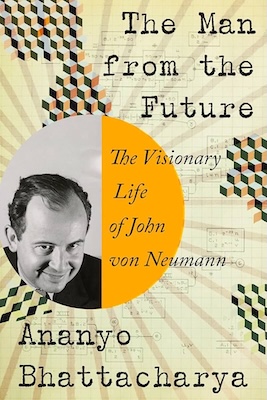 The Man
from the
Future
The Visionary
Life
of John
von Neumann
Ananyo
Bhattacharya